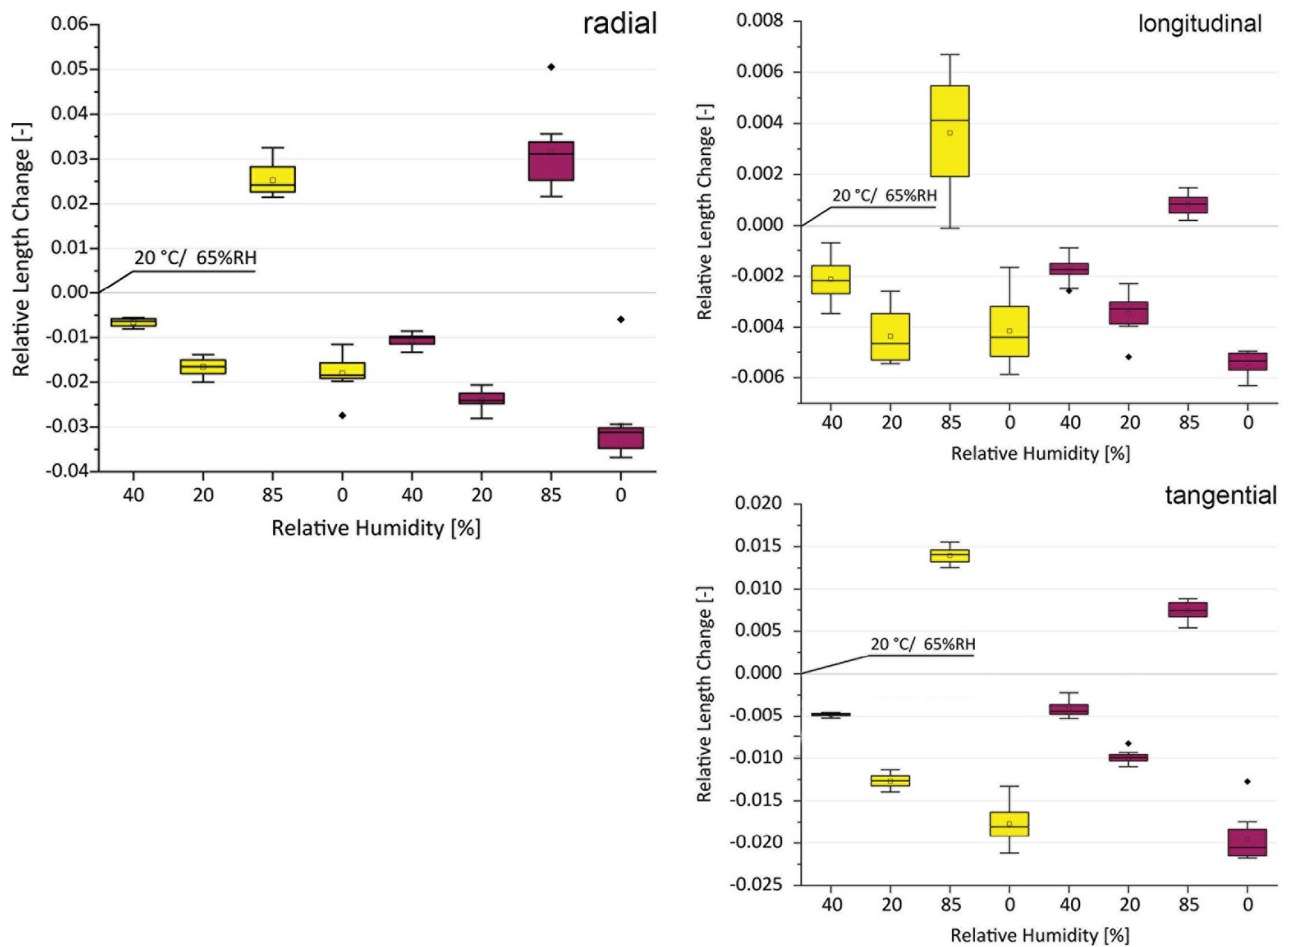 radial
0.06
0.05
0.04
0.03
0.02
0.01
0.00
-0.01
-0.02
-0.03
-0.04
Relative Length Change [-]
20 °C/ 65%RH
40 20 85 0 40 20 85 0
Relative Humidity [%]
longitudinal
0.008
0.006
0.004
0.002
0.000
-0.002
-0.004
-0.006
Relative Length Change [-]
20 °C/ 65%RH
40 20 85 0 40 20 85 0
Relative Humidity [%]
tangential
0.020
0.015
0.010
0.005
0.000
-0.005
-0.010
-0.015
-0.020
-0.025
Relative Length Change [-]
20 °C/ 65%RH
40 20 85 0 40 20 85 0
Relative Humidity [%]